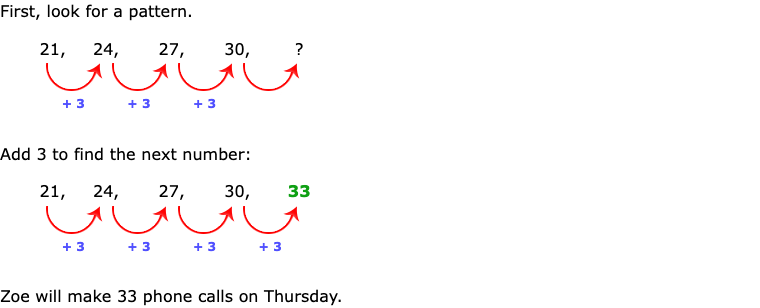 First, look for a pattern.
21, 24, 27, 30, ?
+ 3 + 3 + 3
Add 3 to find the next number:
21, 24, 27, 30, 33
+ 3 + 3 + 3 + 3
Zoe will make 33 phone calls on Thursday.